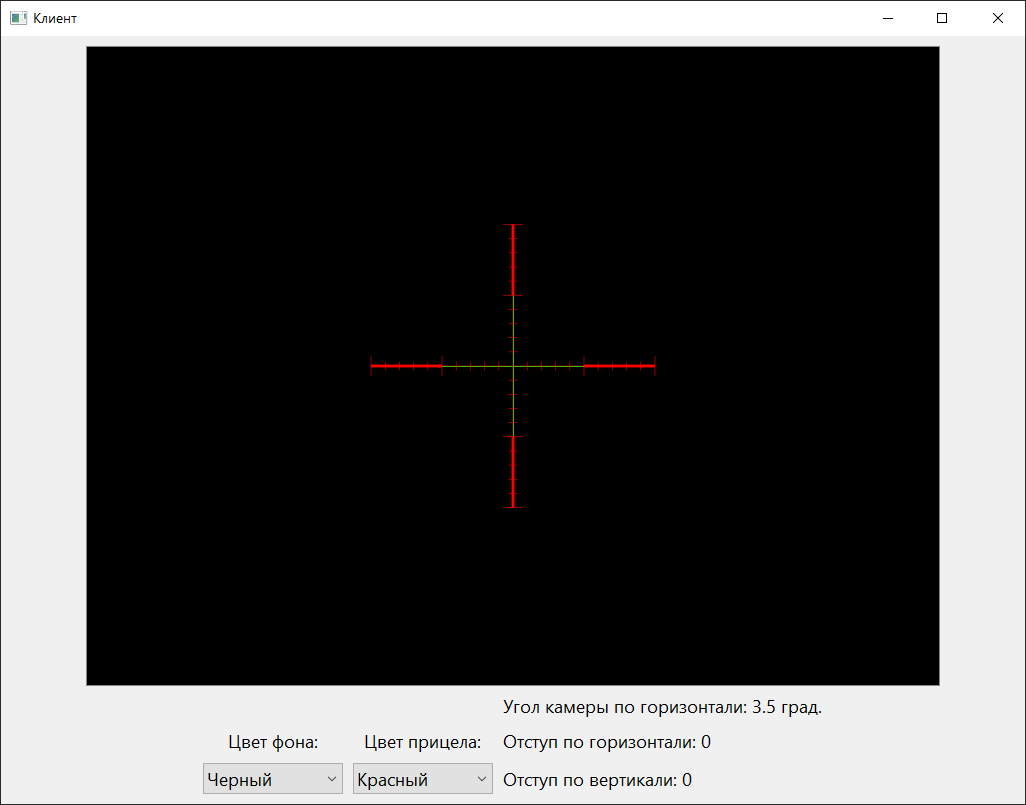 Клиент
Угол камеры по горизонтали: 3.5 град.
Цвет фона: Цвет прицела: Отступ по горизонтали: 0
Черный Красный Отступ по вертикали: 0